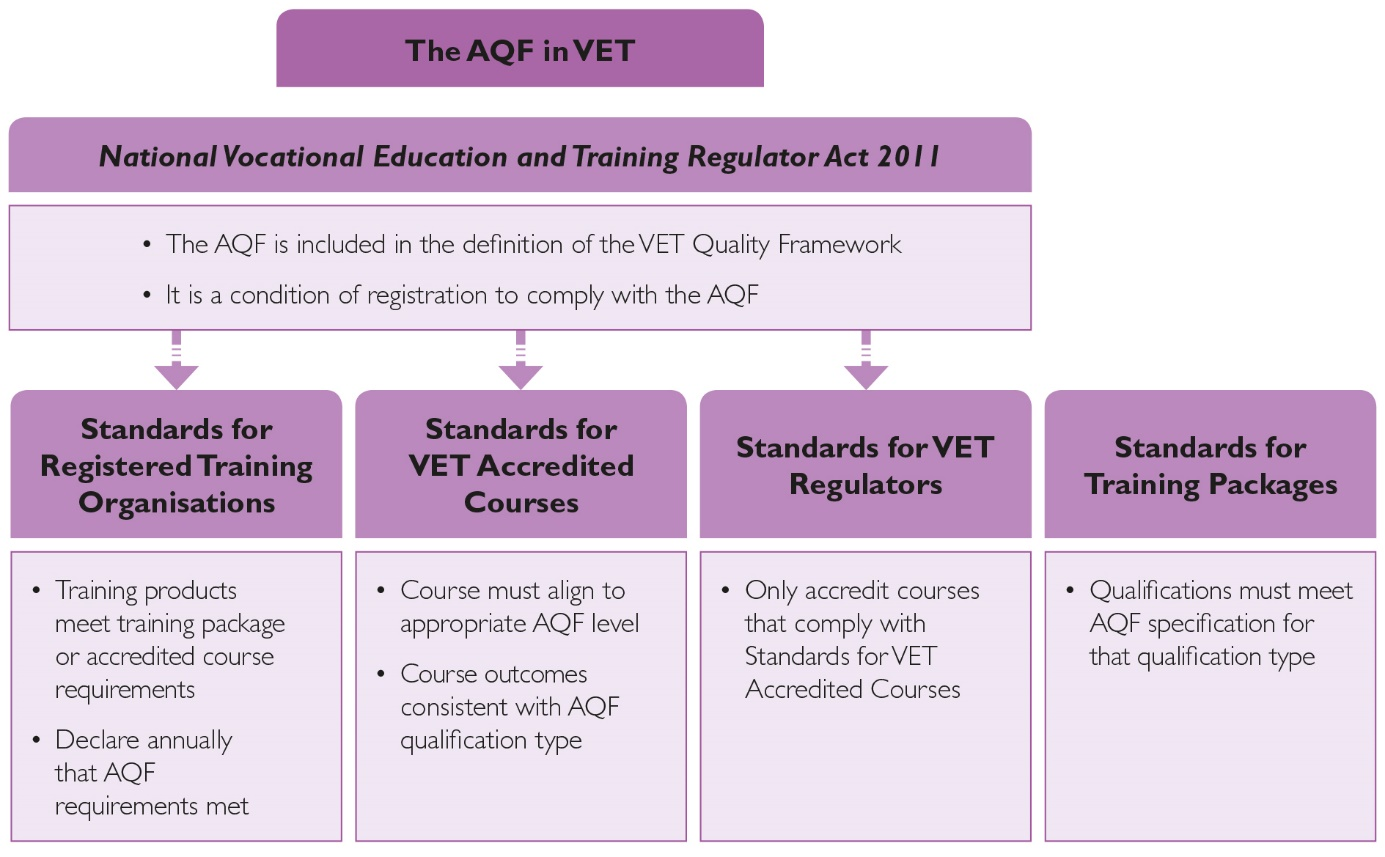 The AQF in VET
National Vocational Education and Training Regulator Act 2011
• The AQF is included in the definition of the VET Quality Framework
• It is a condition of registration to comply with the AQF
Standards for
Registered Training
Organisations
• Training products
meet training package
or accredited course
requirements
• Declare annually
that AQF
requirements met
Standards for
VET Accredited
Courses
• Course must align to
appropriate AQF level
• Course outcomes
consistent with AQF
qualification type
Standards for VET
Regulators
• Only accredit courses
that comply with
Standards for VET
Accredited Courses
Standards for
Training Packages
• Qualifications must meet
AQF specification for
that qualification type